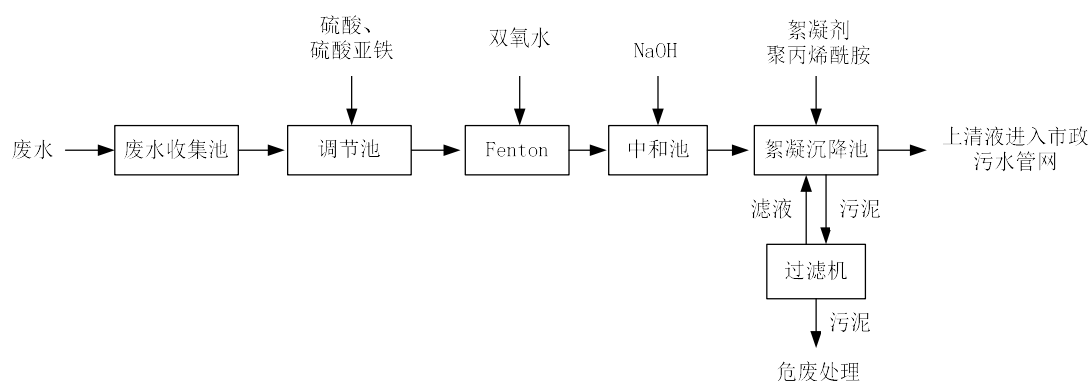 硫酸、
硫酸亚铁
双氧水
NaOH
絮凝剂
聚丙烯酰胺
废水
废水收集池
调节池
Fenton
中和池
絮凝沉降池
上清液进入市政
污水管网
滤液
污泥
过滤机
污泥
危废处理